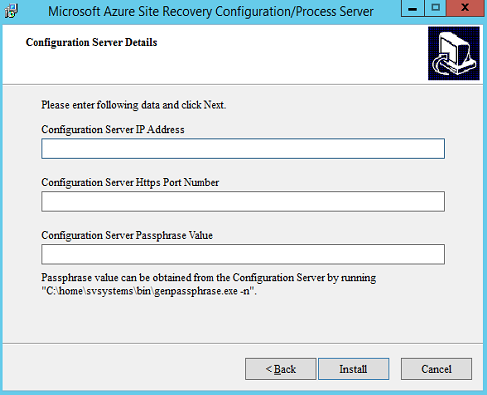 Microsoft Azure Site Recovery Configuration/Process Server
Configuration Server Details
Please enter following data and click Next.
Configuration Server IP Address
Configuration Server Https Port Number
Configuration Server Passphrase Value
Passphrase value can be obtained from the Configuration Server by running
"C:\home\svsystems\bin\genpassphrase.exe -n".
< Back Install Cancel